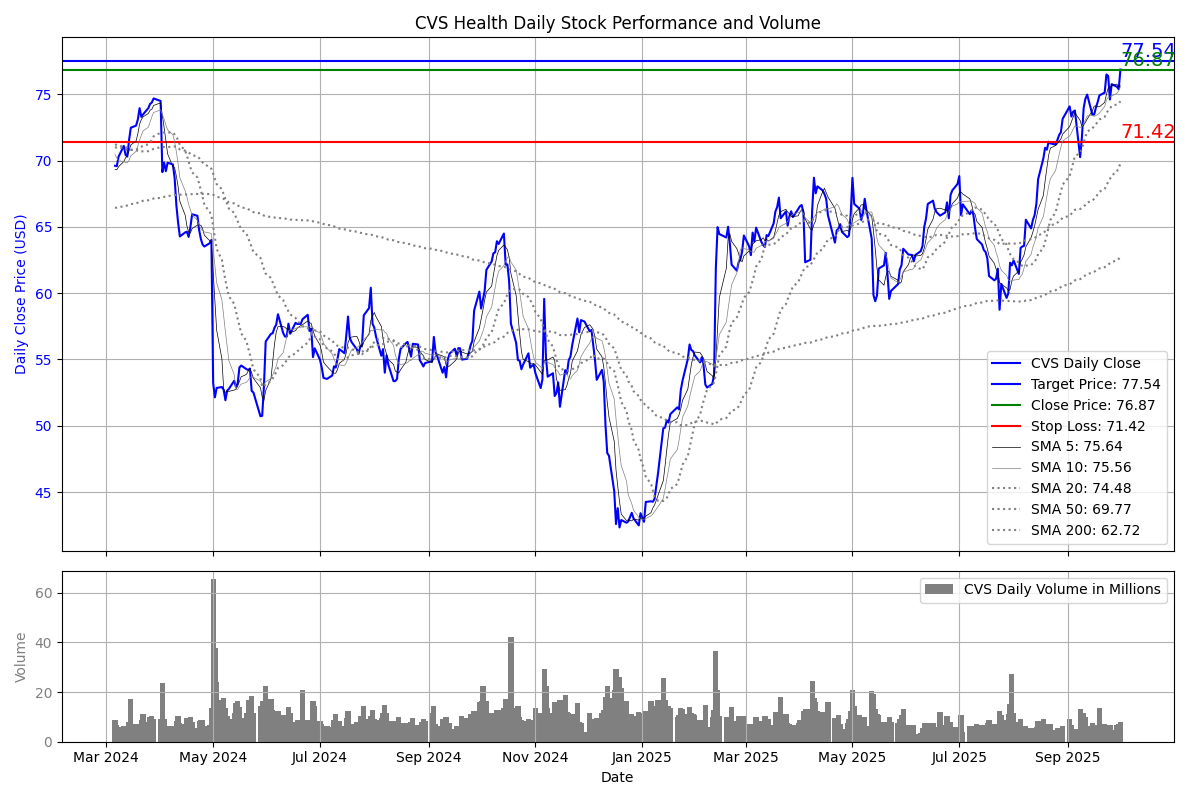 CVS Health Daily Stock Performance and Volume
77.54
76.87
71.42
75
70
65
60
55
50
45
Daily Close Price (USD)
CVS Daily Close
Target Price: 77.54
Close Price: 76.87
Stop Loss: 71.42
SMA 5: 75.64
SMA 10: 75.56
SMA 20: 74.48
SMA 50: 69.77
SMA 200: 62.72
60
40
20
0
Volume
CVS Daily Volume in Millions
Mar 2024 May 2024 Jul 2024 Sep 2024 Nov 2024 Jan 2025 Mar 2025 May 2025 Jul 2025 Sep 2025
Date